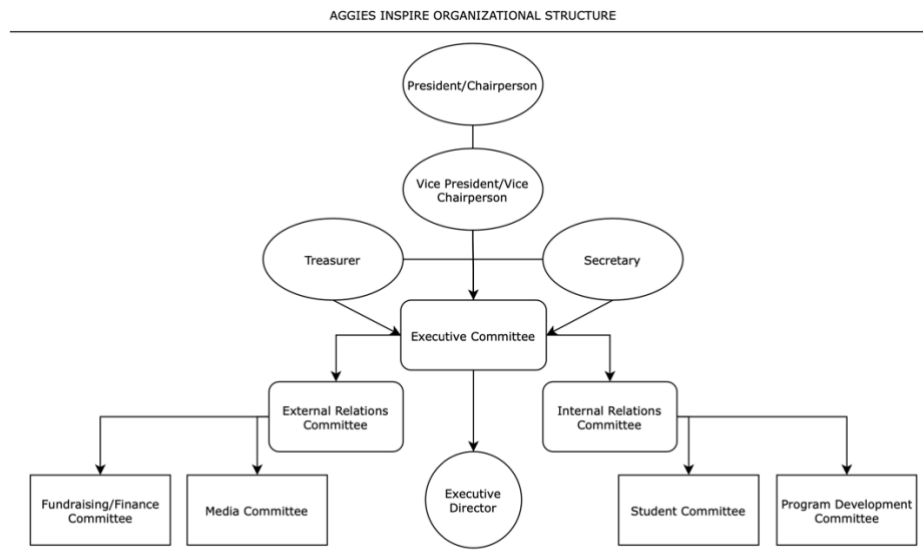 AGGIES INSPIRE ORGANIZATIONAL STRUCTURE
President/Chairperson
Vice President/Vice
Chairperson
Treasurer
Secretary
Executive Committee
External Relations
Committee
Internal Relations
Committee
Fundraising/Finance
Committee
Media Committee
Executive
Director
Student Committee
Program Development
Committee